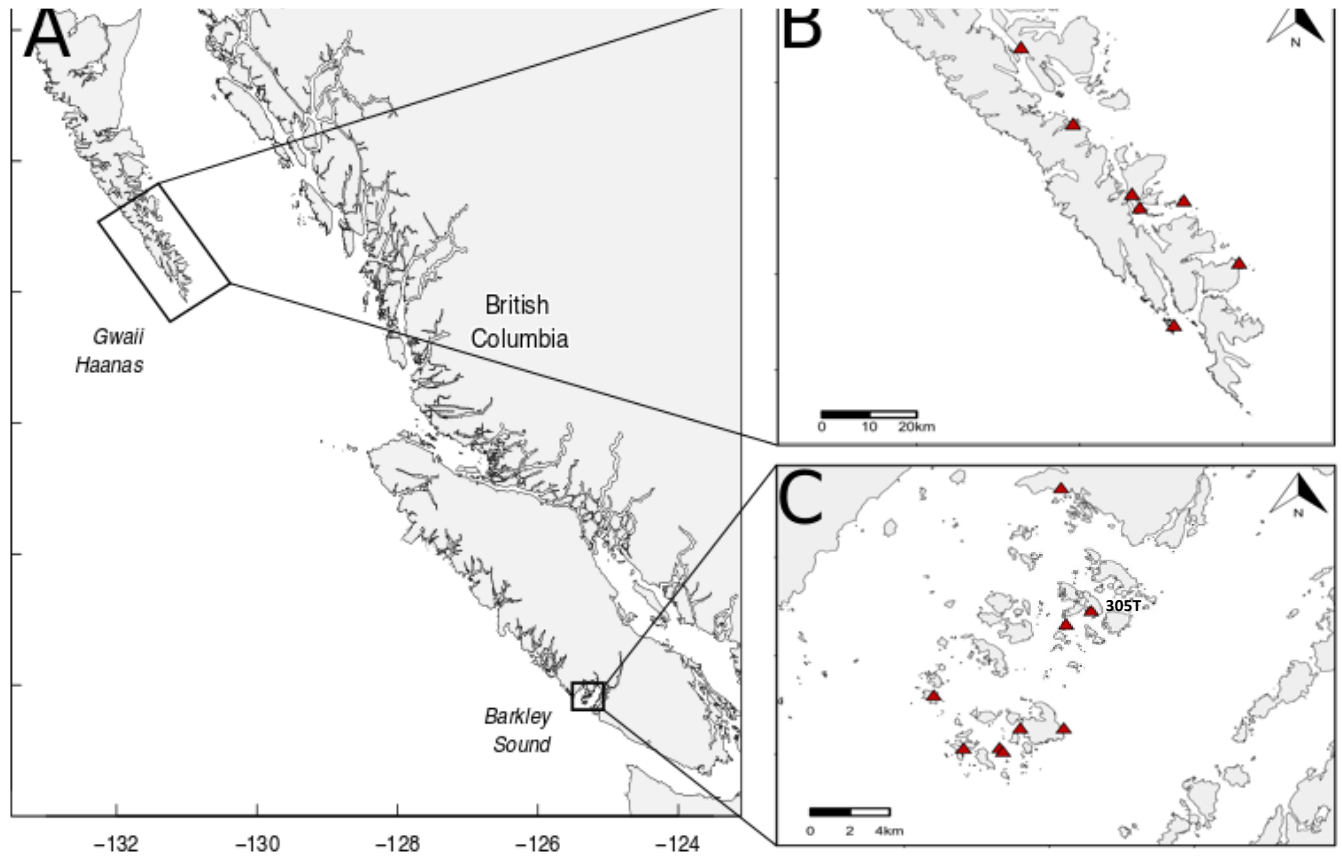 A
British
Columbia
Gwaii
Haanas
Barkley
Sound
−132
−130
−128
−126
−124
B
N
0
10
20km
C
N
305T
0
2
4km